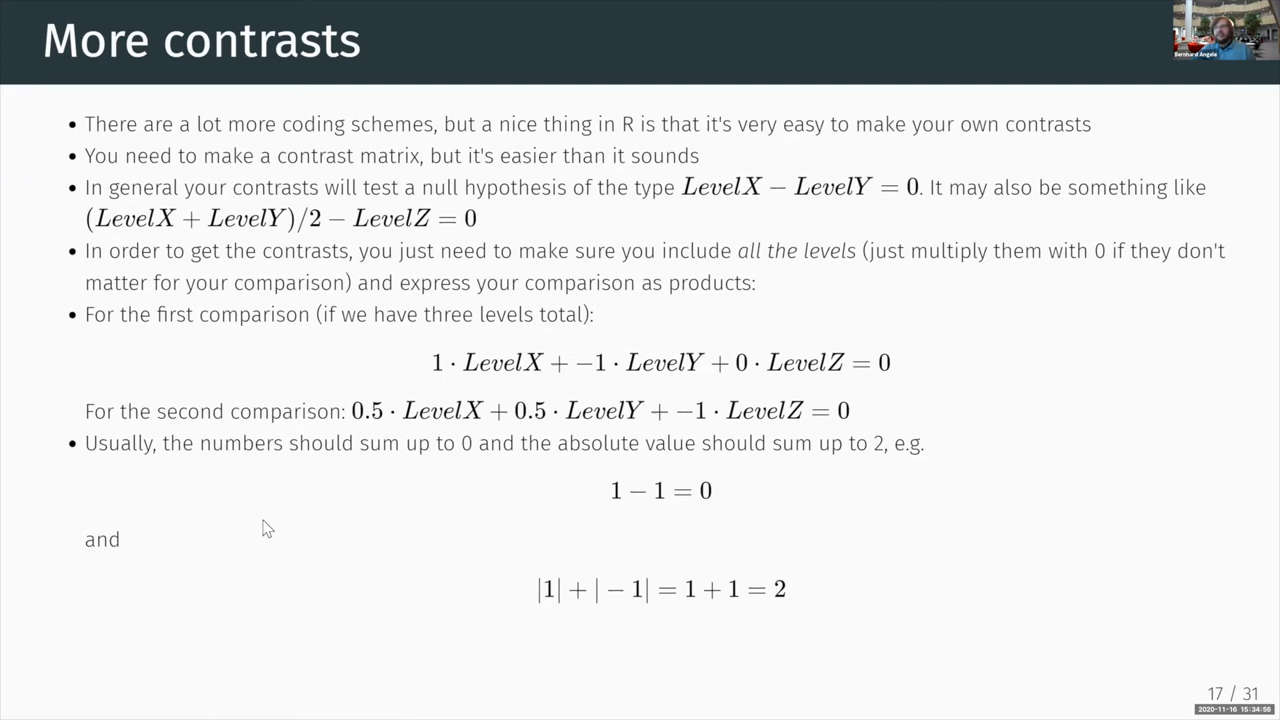 More contrasts
Bernhard Angele
• There are a lot more coding schemes, but a nice thing in R is that it's very easy to make your own contrasts
• You need to make a contrast matrix, but it's easier than it sounds
• In general your contrasts will test a null hypothesis of the type LevelX − LevelY = 0. It may also be something like
(LevelX + LevelY)/2 − LevelZ = 0
• In order to get the contrasts, you just need to make sure you include all the levels (just multiply them with 0 if they don't
matter for your comparison) and express your comparison as products:
• For the first comparison (if we have three levels total):
1 · LevelX + −1 · LevelY + 0 · LevelZ = 0
For the second comparison: 0.5 · LevelX + 0.5 · LevelY + −1 · LevelZ = 0
• Usually, the numbers should sum up to 0 and the absolute value should sum up to 2, e.g.
1 − 1 = 0
and
|1| + | − 1| = 1 + 1 = 2
17 / 31
2020-11-16 15:34:56